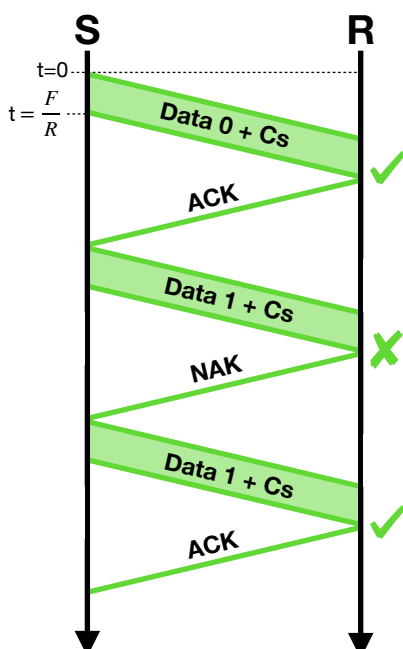 S R
t=0
t = F/R
Data 0 + Cs
ACK
Data 1 + Cs
NAK
Data 1 + Cs
ACK